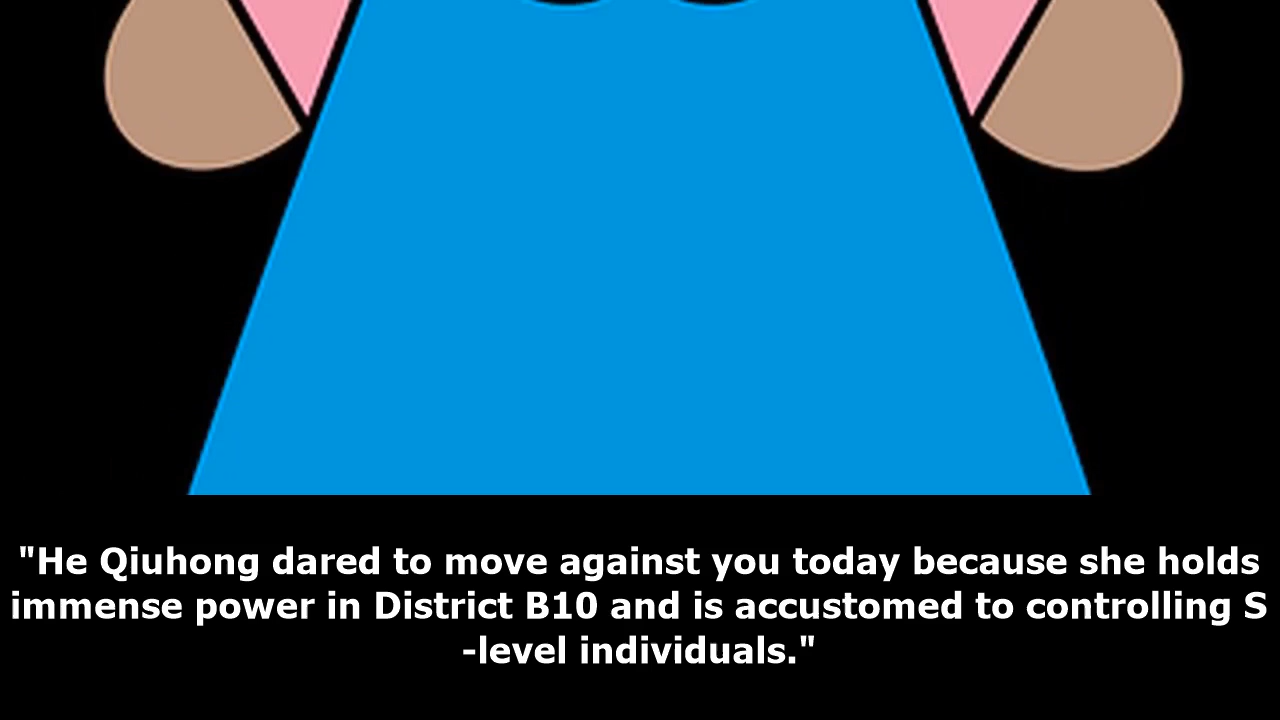 "He Qiuhong dared to move against you today because she holds
immense power in District B10 and is accustomed to controlling S
-level individuals."